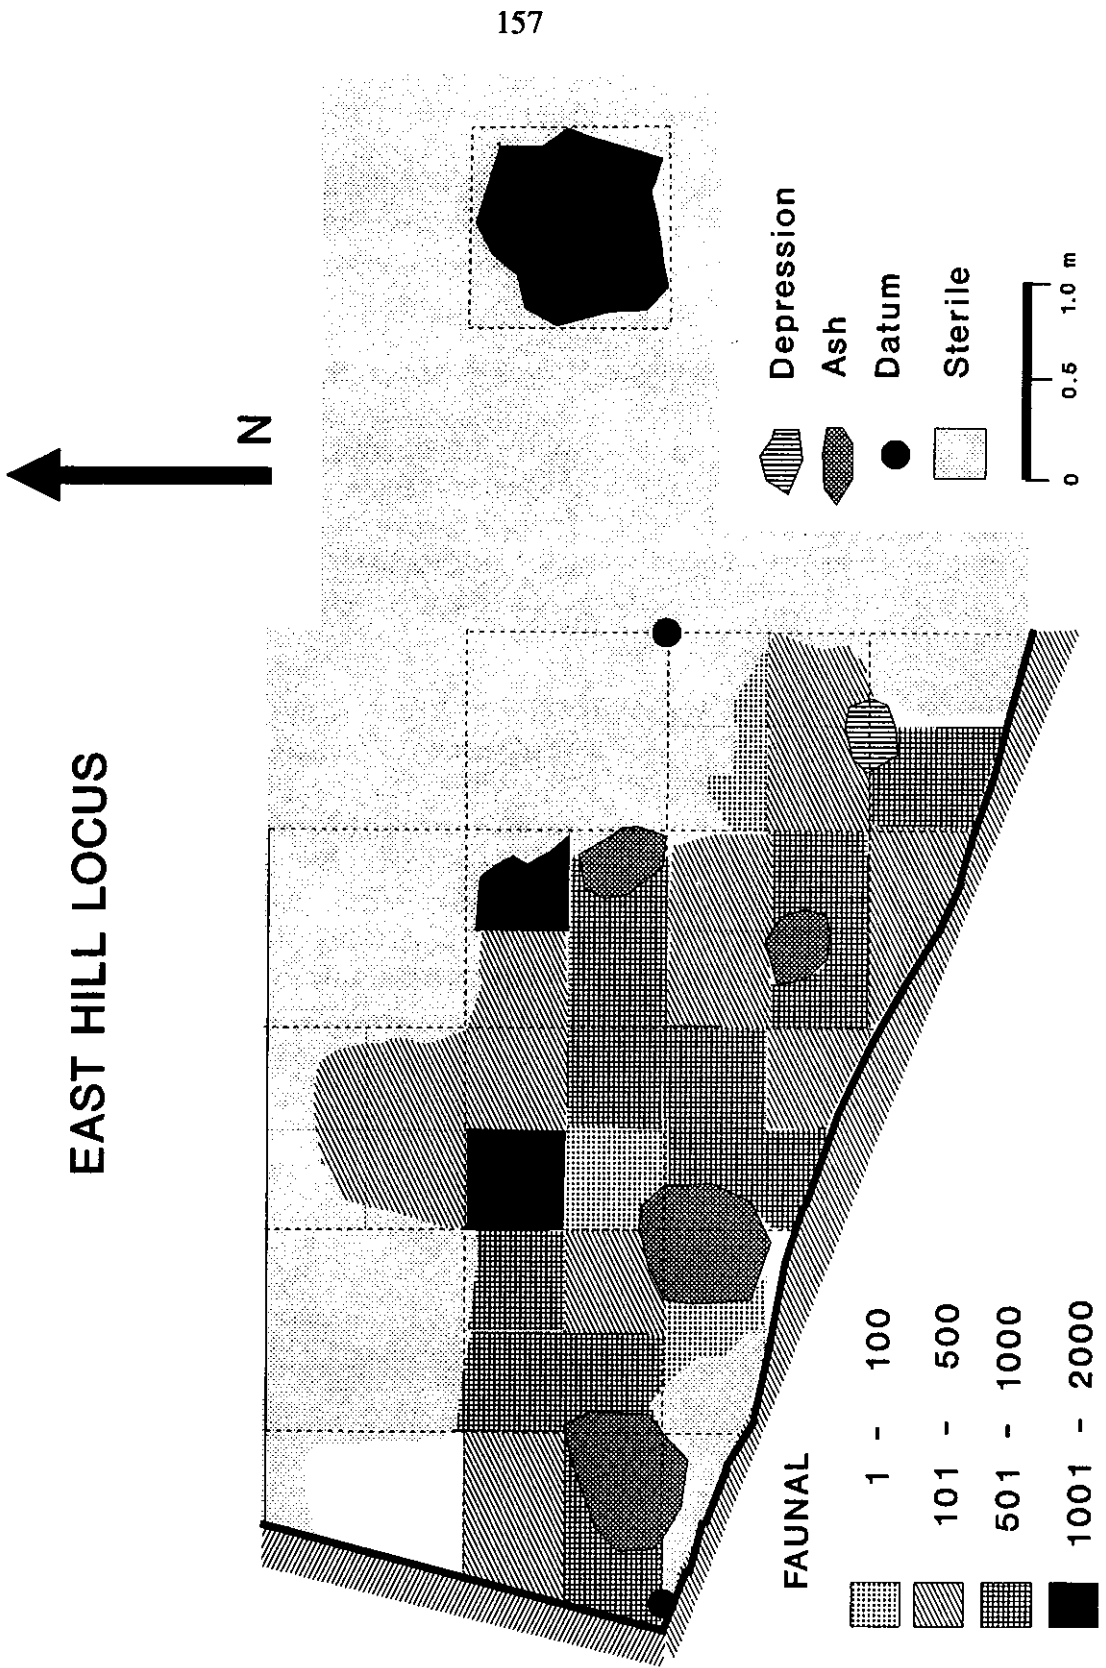 157
EAST HILL LOCUS
N
Depression
Ash
Datum
Sterile
0 0.5 1.0 m
FAUNAL
1 - 100
101 - 500
501 - 1000
1001 - 2000